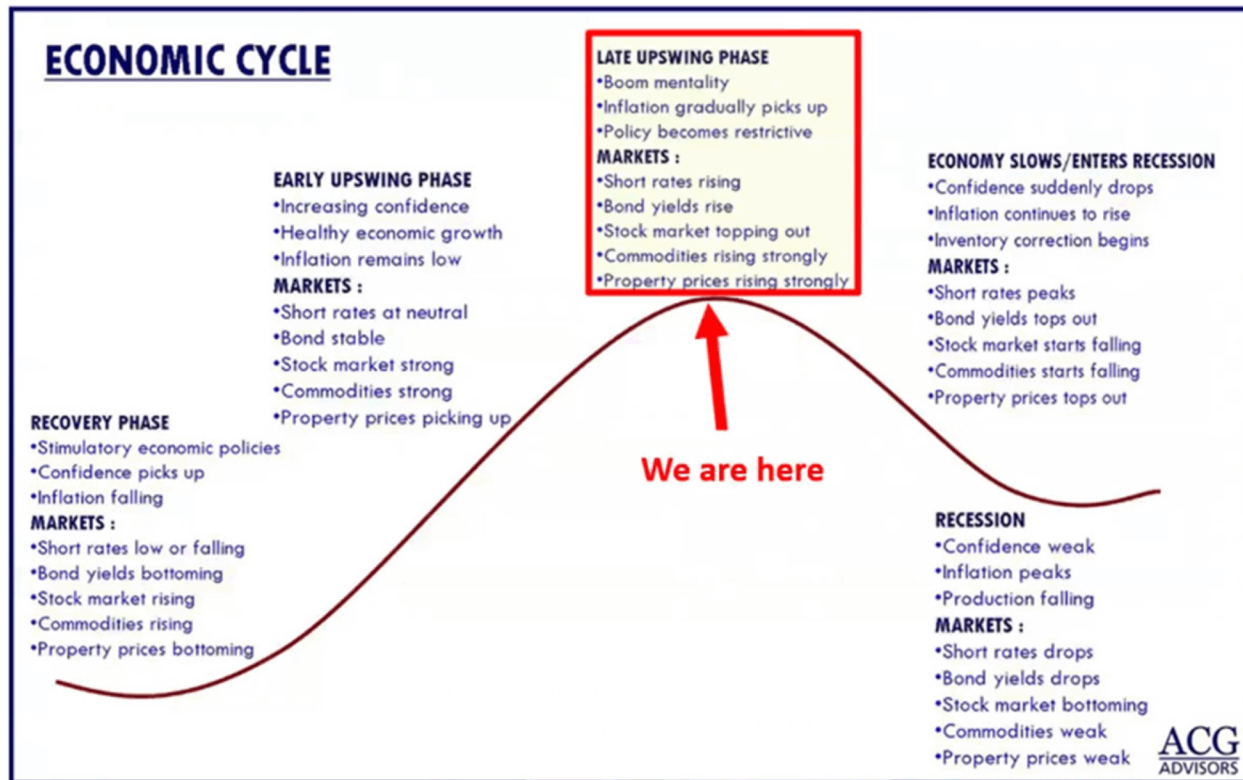 ECONOMIC CYCLE
RECOVERY PHASE
•Stimulatory economic policies
•Confidence picks up
•Inflation falling
MARKETS :
•Short rates low or falling
•Bond yields bottoming
•Stock market rising
•Commodities rising
•Property prices bottoming
EARLY UPSWING PHASE
•Increasing confidence
•Healthy economic growth
•Inflation remains low
MARKETS :
•Short rates at neutral
•Bond stable
•Stock market strong
•Commodities strong
•Property prices picking up
LATE UPSWING PHASE
•Boom mentality
•Inflation gradually picks up
•Policy becomes restrictive
MARKETS :
•Short rates rising
•Bond yields rise
•Stock market topping out
•Commodities rising strongly
•Property prices rising strongly
We are here
ECONOMY SLOWS/ENTERS RECESSION
•Confidence suddenly drops
•Inflation continues to rise
•Inventory correction begins
MARKETS :
•Short rates peaks
•Bond yields tops out
•Stock market starts falling
•Commodities starts falling
•Property prices tops out
RECESSION
•Confidence weak
•Inflation peaks
•Production falling
MARKETS :
•Short rates drops
•Bond yields drops
•Stock market bottoming
•Commodities weak
•Property prices weak
ACG
ADVISORS